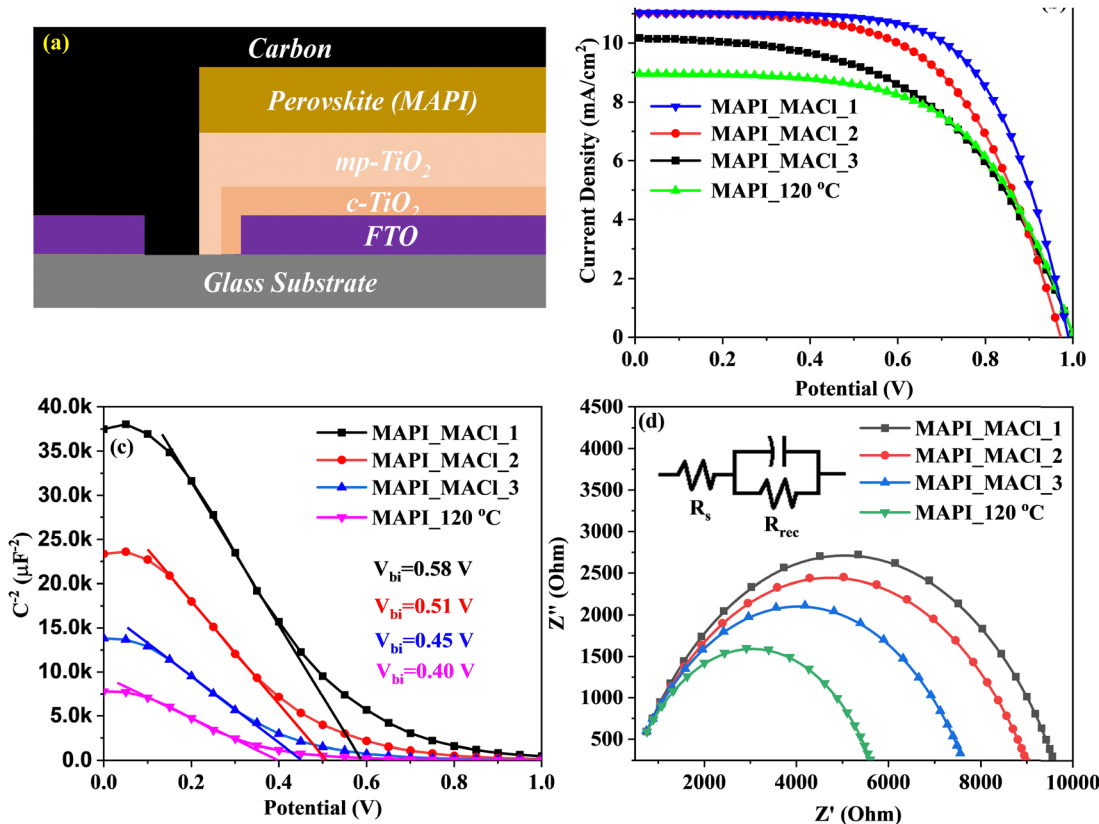 (a)
Carbon
Perovskite (MAPI)
mp-TiO2
c-TiO2
FTO
Glass Substrate
Current Density (mA/cm2)
10
8
6
4
2
0
MAPI_MACl_1
MAPI_MACl_2
MAPI_MACl_3
MAPI_120 oC
0.0 0.2 0.4 0.6 0.8 1.0
Potential (V)
(c)
C-2 (μF-2)
40.0k
35.0k
30.0k
25.0k
20.0k
15.0k
10.0k
5.0k
0.0
MAPI_MACl_1
MAPI_MACl_2
MAPI_MACl_3
MAPI_120 oC
Vbi=0.58 V
Vbi=0.51 V
Vbi=0.45 V
Vbi=0.40 V
0.0 0.2 0.4 0.6 0.8 1.0
Potential (V)
(d)
Z'' (Ohm)
4500
4000
3500
3000
2500
2000
1500
1000
500
Rs
Rrec
MAPI_MACl_1
MAPI_MACl_2
MAPI_MACl_3
MAPI_120 oC
2000 4000 6000 8000 10000
Z' (Ohm)